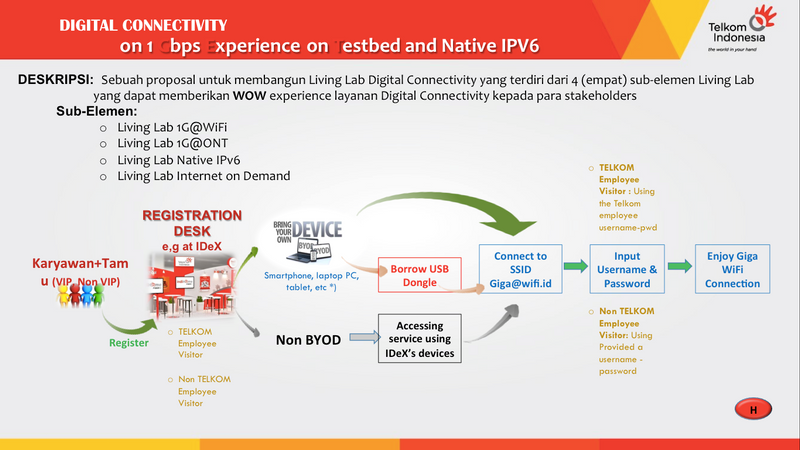 DIGITAL CONNECTIVITY
on 1 Gbps Experience on Testbed and Native IPV6
Telkom
Indonesia
the world in your hand
DESKRIPSI: Sebuah proposal untuk membangun Living Lab Digital Connectivity yang terdiri dari 4 (empat) sub-elemen Living Lab
yang dapat memberikan WOW experience layanan Digital Connectivity kepada para stakeholders
Sub-Elemen:
o Living Lab 1G@WiFi
o Living Lab 1G@ONT
o Living Lab Native IPv6
o Living Lab Internet on Demand
Karyawan+Tam
u (VIP, Non VIP)
Register
REGISTRATION
DESK
e,g at IDeX
o TELKOM
Employee
Visitor
o Non TELKOM
Employee
Visitor
BRING
YOUR
OWN
DEVICE
BYOD
BYOD
Smartphone, laptop PC,
tablet, etc *)
Non BYOD
Borrow USB
Dongle
Accessing
service using
IDeX's devices
Connect to
SSID
Giga@wifi.id
o TELKOM
Employee
Visitor : Using
the Telkom
employee
username-pwd
Input
Username &
Password
o Non TELKOM
Employee
Visitor: Using
Provided a
username -
password
Enjoy Giga
WiFi
Connection
H